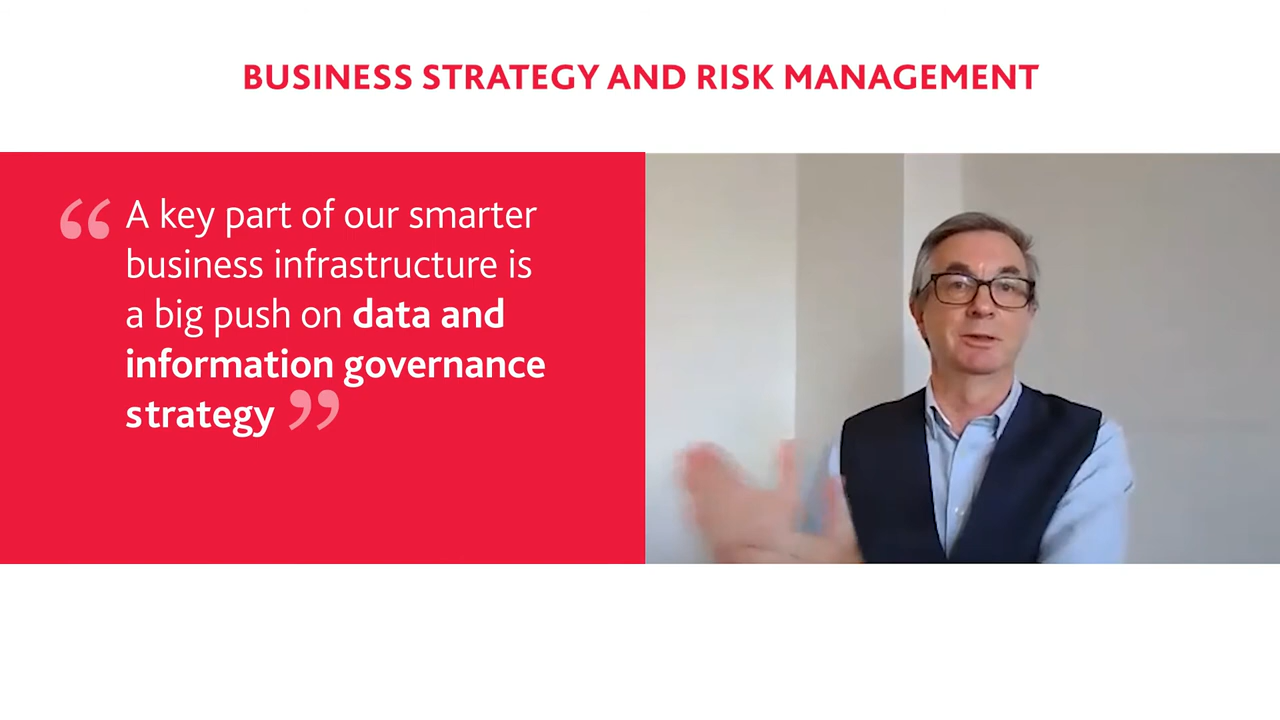 BUSINESS STRATEGY AND RISK MANAGEMENT
“ A key part of our smarter
business infrastructure is
a big push on data and
information governance
strategy ”